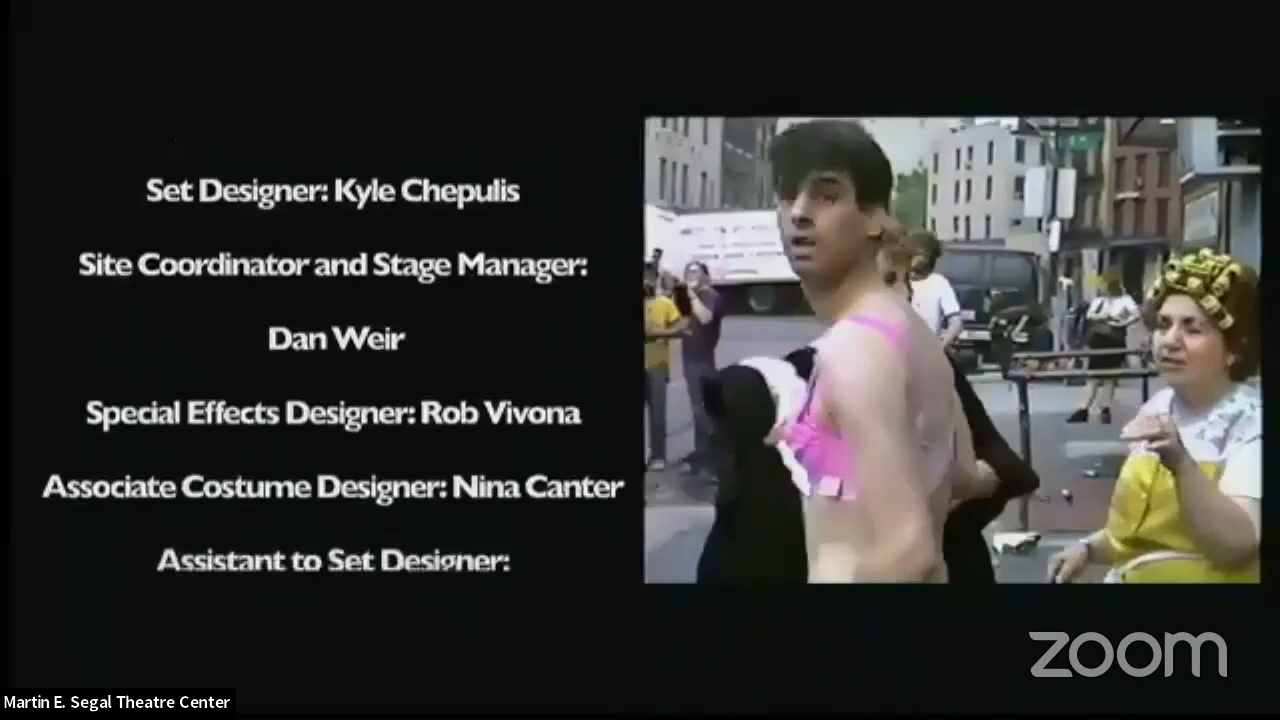 Set Designer: Kyle Chepulis
Site Coordinator and Stage Manager:
Dan Weir
Special Effects Designer: Rob Vivona
Associate Costume Designer: Nina Canter
Assistant to Set Designer:
zoom
Martin E. Segal Theatre Center